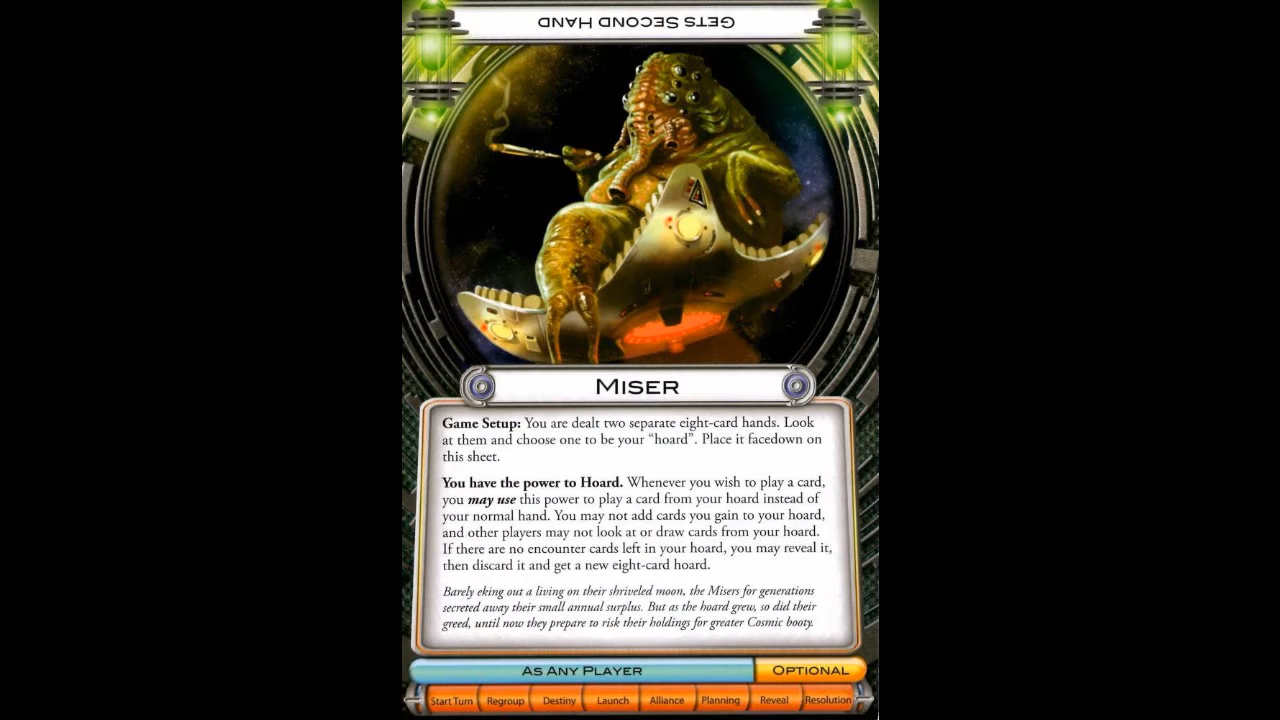 Gets Second Hand
Miser
Game Setup: You are dealt two separate eight-card hands. Look
at them and choose one to be your “hoard”. Place it facedown on
this sheet.
You have the power to Hoard. Whenever you wish to play a card,
you may use this power to play a card from your hoard instead of
your normal hand. You may not add cards you gain to your hoard,
and other players may not look at or draw cards from your hoard.
If there are no encounter cards left in your hoard, you may reveal it,
then discard it and get a new eight-card hoard.
Barely eking out a living on their shriveled moon, the Misers for generations
secreted away their small annual surplus. But as the hoard grew, so did their
greed, until now they prepare to risk their holdings for greater Cosmic booty.
As Any Player Optional
Start Turn Regroup Destiny Launch Alliance Planning Reveal Resolution